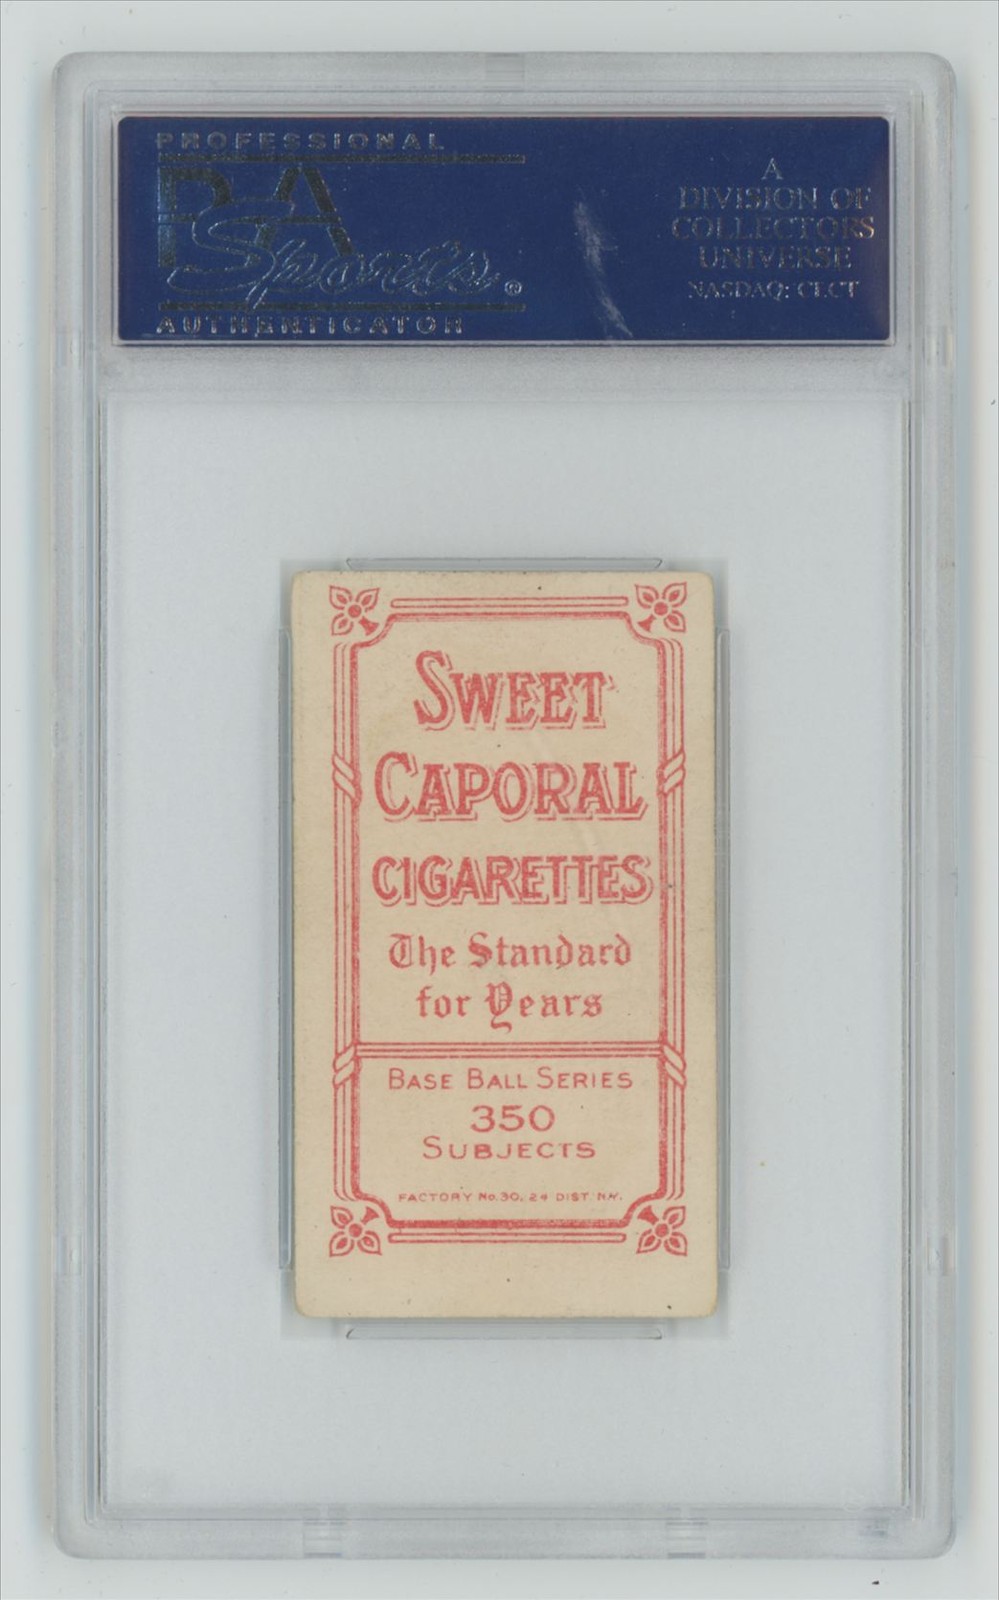 PROFESSIONAL
PSA
Sports®
AUTHENTICATOR
A
DIVISION OF
COLLECTORS
UNIVERSE
NASDAQ: CLCT
SWEET
CAPORAL
CIGARETTES
The Standard
for Years
BASE BALL SERIES
350
SUBJECTS
FACTORY No. 30, 2d DIST. N.Y.